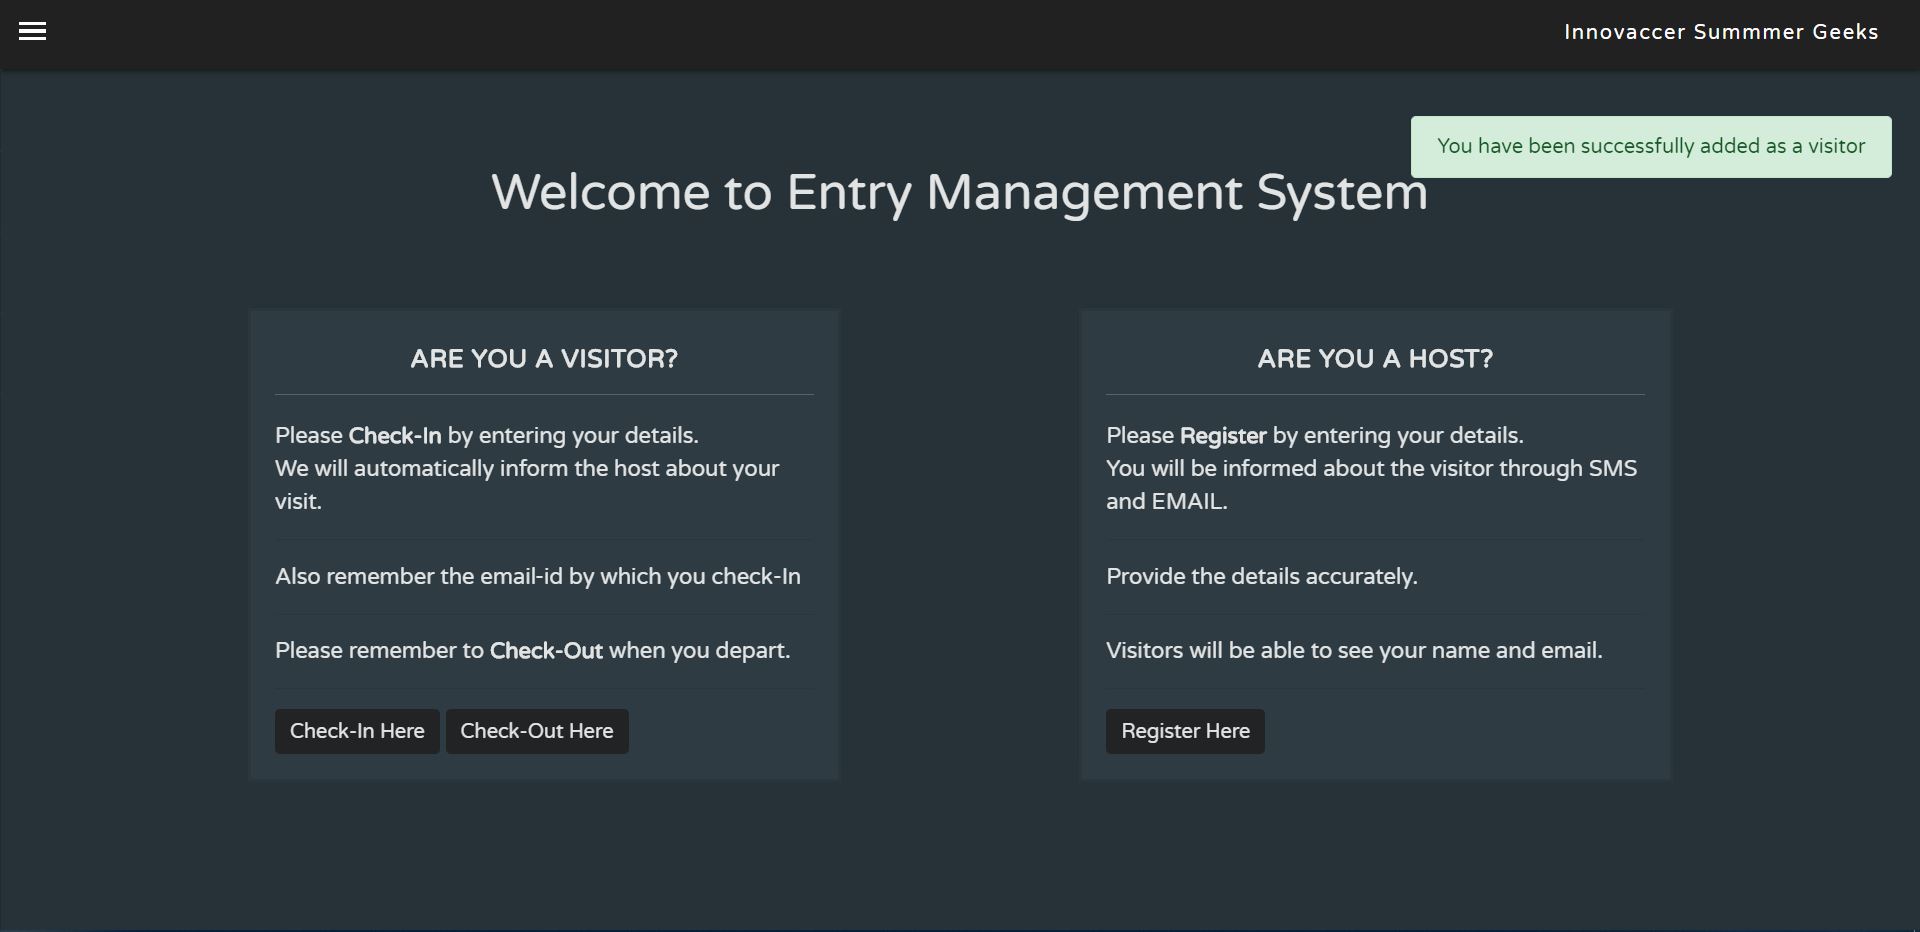 Innovaccer Summmer Geeks
You have been successfully added as a visitor
Welcome to Entry Management System
ARE YOU A VISITOR?
Please Check-In by entering your details.
We will automatically inform the host about your
visit.
Also remember the email-id by which you check-In
Please remember to Check-Out when you depart.
Check-In Here
Check-Out Here
ARE YOU A HOST?
Please Register by entering your details.
You will be informed about the visitor through SMS
and EMAIL.
Provide the details accurately.
Visitors will be able to see your name and email.
Register Here